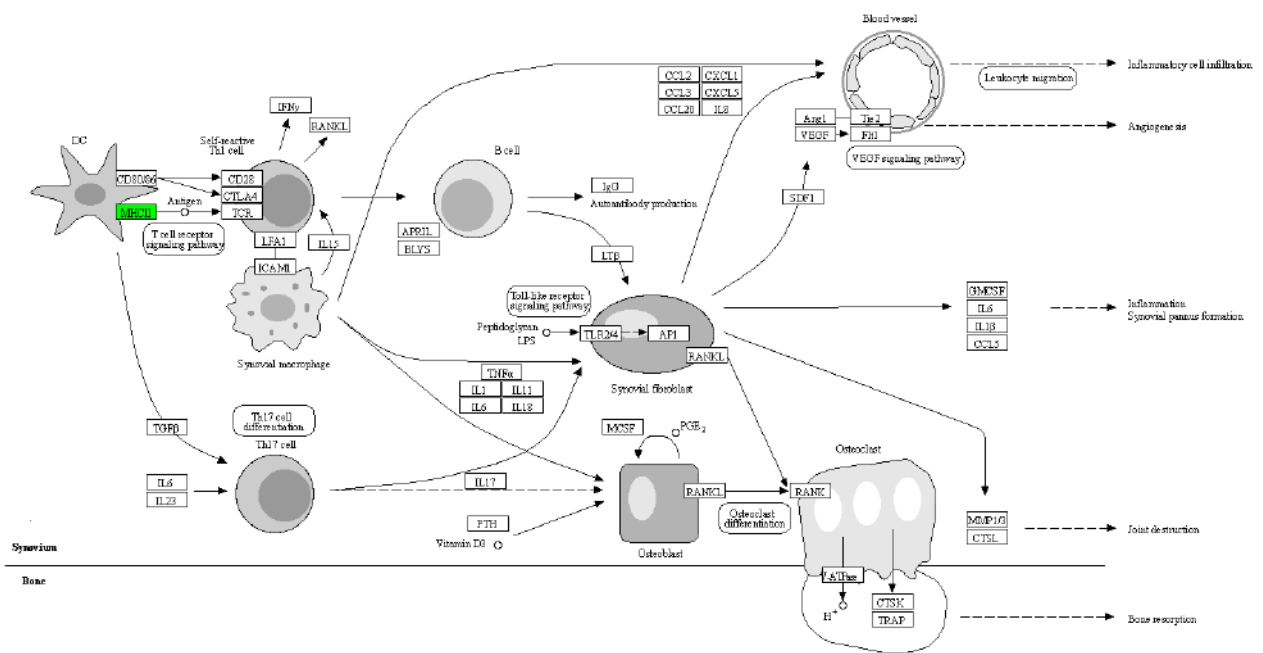 Blood vessel
CCL2 CXCL1
CCL3 CXCL5
CCL20 IL8
Leukocyte migration
Inflammatory cell infiltration
Ang1 Tie2
VEGF Flt1
Angiogenesis
VEGF signaling pathway
IFNγ
RANKL
DC
Self-reactive
Th1 cell
B cell
CD80/86
CD28
CTLA4
Antigen
MHCII
TCR
T cell receptor
signaling pathway
LFA1
IL15
ICAM1
Synovial macrophage
APRIL
BLYS
IgG
Autoantibody production
LTβ
SDF1
Toll-like receptor
signaling pathway
Peptidoglycan
LPS
TLR2/4
AP1
RANKL
Synovial fibroblast
GMCSF
IL6
IL1β
CCL5
Inflammation
Synovial pannus formation
TNFα
IL1 IL11
IL6 IL18
TGFβ
Th17 cell
differentiation
Th17 cell
IL6
IL23
IL17
MCSF
PGE2
RANKL
RANK
Osteoclast
Osteoclast
differentiation
PTH
Vitamin D3
Osteoblast
MMP1/3
CTSL
Joint destruction
Synovium
Bone
V-ATPase
H+
CTSK
TRAP
Bone resorption